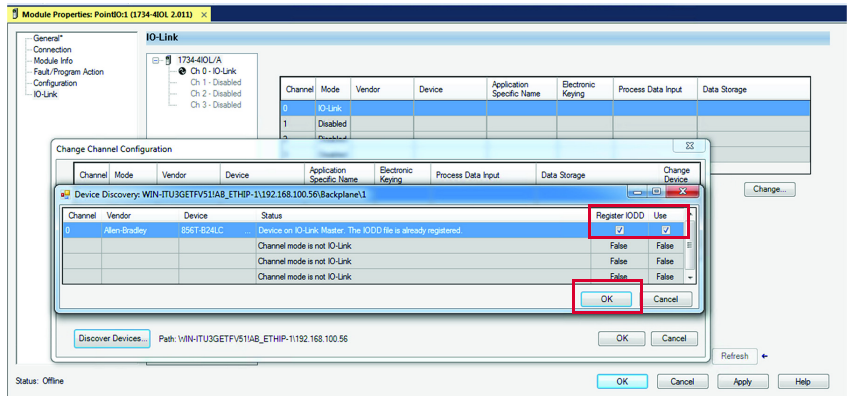 Module Properties: PointIO:1 (1734-4IOL 2.011) ×
General*
Connection
Module Info
Fault/Program Action
Configuration
IO-Link
IO-Link
1734-4IOL/A
Ch 0 - IO-Link
Ch 1 - Disabled
Ch 2 - Disabled
Ch 3 - Disabled
Channel Mode Vendor Device Application Specific Name Electronic Keying Process Data Input Data Storage
0 IO-Link
1 Disabled
Disabled
Change...
Change Channel Configuration
Channel Mode Vendor Device Application Specific Name Electronic Keying Process Data Input Data Storage Change Device
Device Discovery: WIN-ITU3GETFV51!AB_ETHIP-1\192.168.100.56\Backplane\1
Channel Vendor Device Status Register IODD Use
0 Allen-Bradley 856T-B24LC ... Device on IO-Link Master. The IODD file is already registered.
Channel mode is not IO-Link False False
Channel mode is not IO-Link False False
Channel mode is not IO-Link False False
OK Cancel
Discover Devices... Path: WIN-ITU3GETFV51!AB_ETHIP-1\192.168.100.56 OK Cancel
Refresh
Status: Offline OK Cancel Apply Help